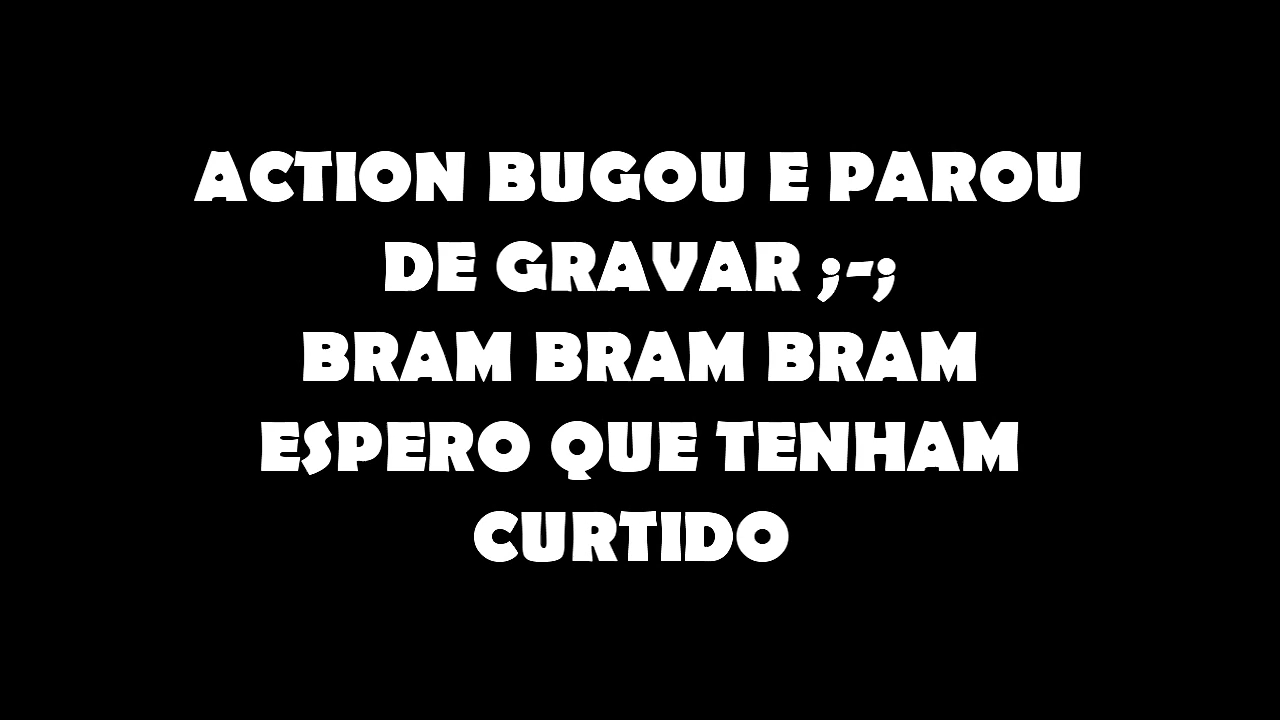 ACTION BUGOU E PAROU
DE GRAVAR ;-;
BRAM BRAM BRAM
ESPERO QUE TENHAM
CURTIDO